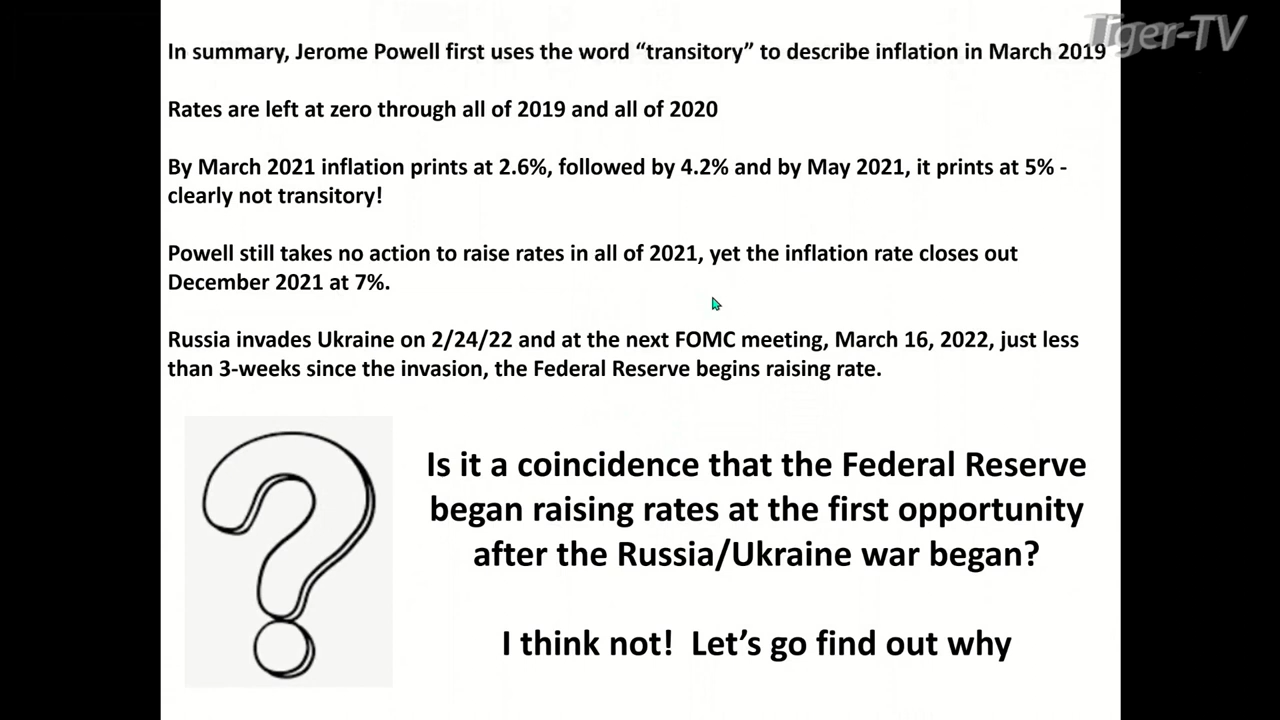 Tiger-TV
In summary, Jerome Powell first uses the word “transitory” to describe inflation in March 2019
Rates are left at zero through all of 2019 and all of 2020
By March 2021 inflation prints at 2.6%, followed by 4.2% and by May 2021, it prints at 5% -
clearly not transitory!
Powell still takes no action to raise rates in all of 2021, yet the inflation rate closes out
December 2021 at 7%.
Russia invades Ukraine on 2/24/22 and at the next FOMC meeting, March 16, 2022, just less
than 3-weeks since the invasion, the Federal Reserve begins raising rate.
Is it a coincidence that the Federal Reserve
began raising rates at the first opportunity
after the Russia/Ukraine war began?
I think not! Let’s go find out why